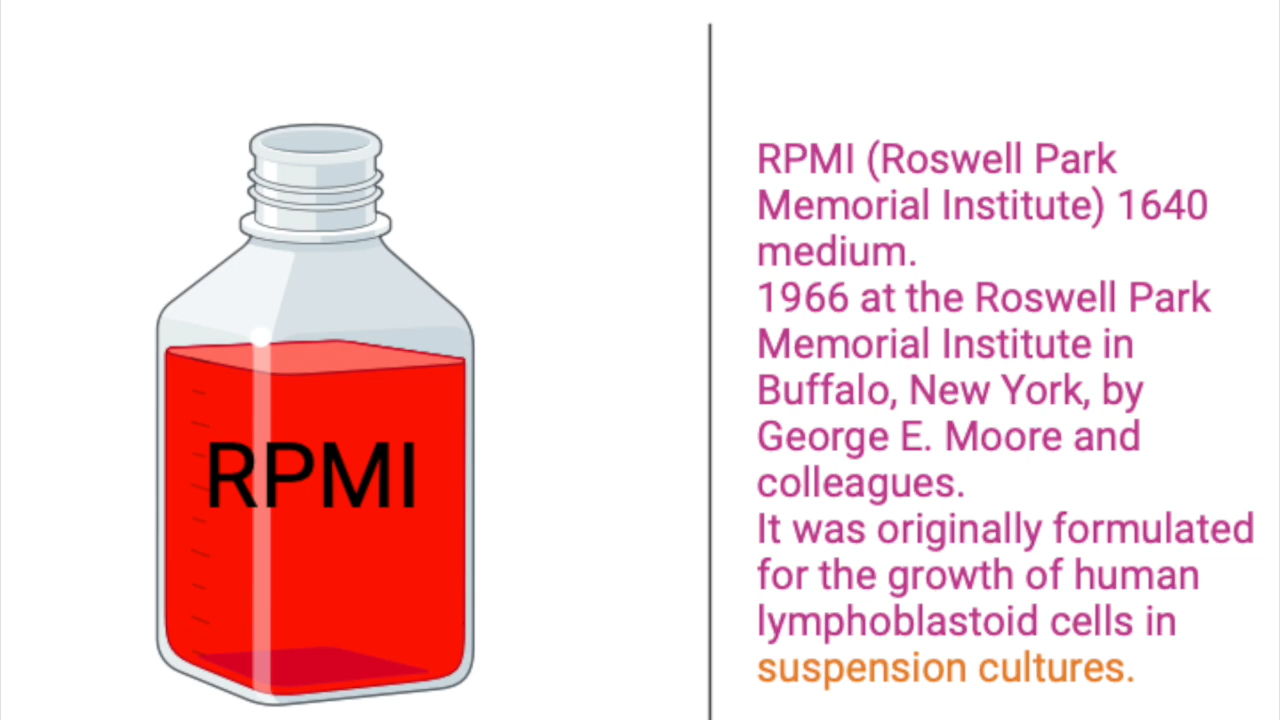 RPMI
RPMI (Roswell Park
Memorial Institute) 1640
medium.
1966 at the Roswell Park
Memorial Institute in
Buffalo, New York, by
George E. Moore and
colleagues.
It was originally formulated
for the growth of human
lymphoblastoid cells in
suspension cultures.